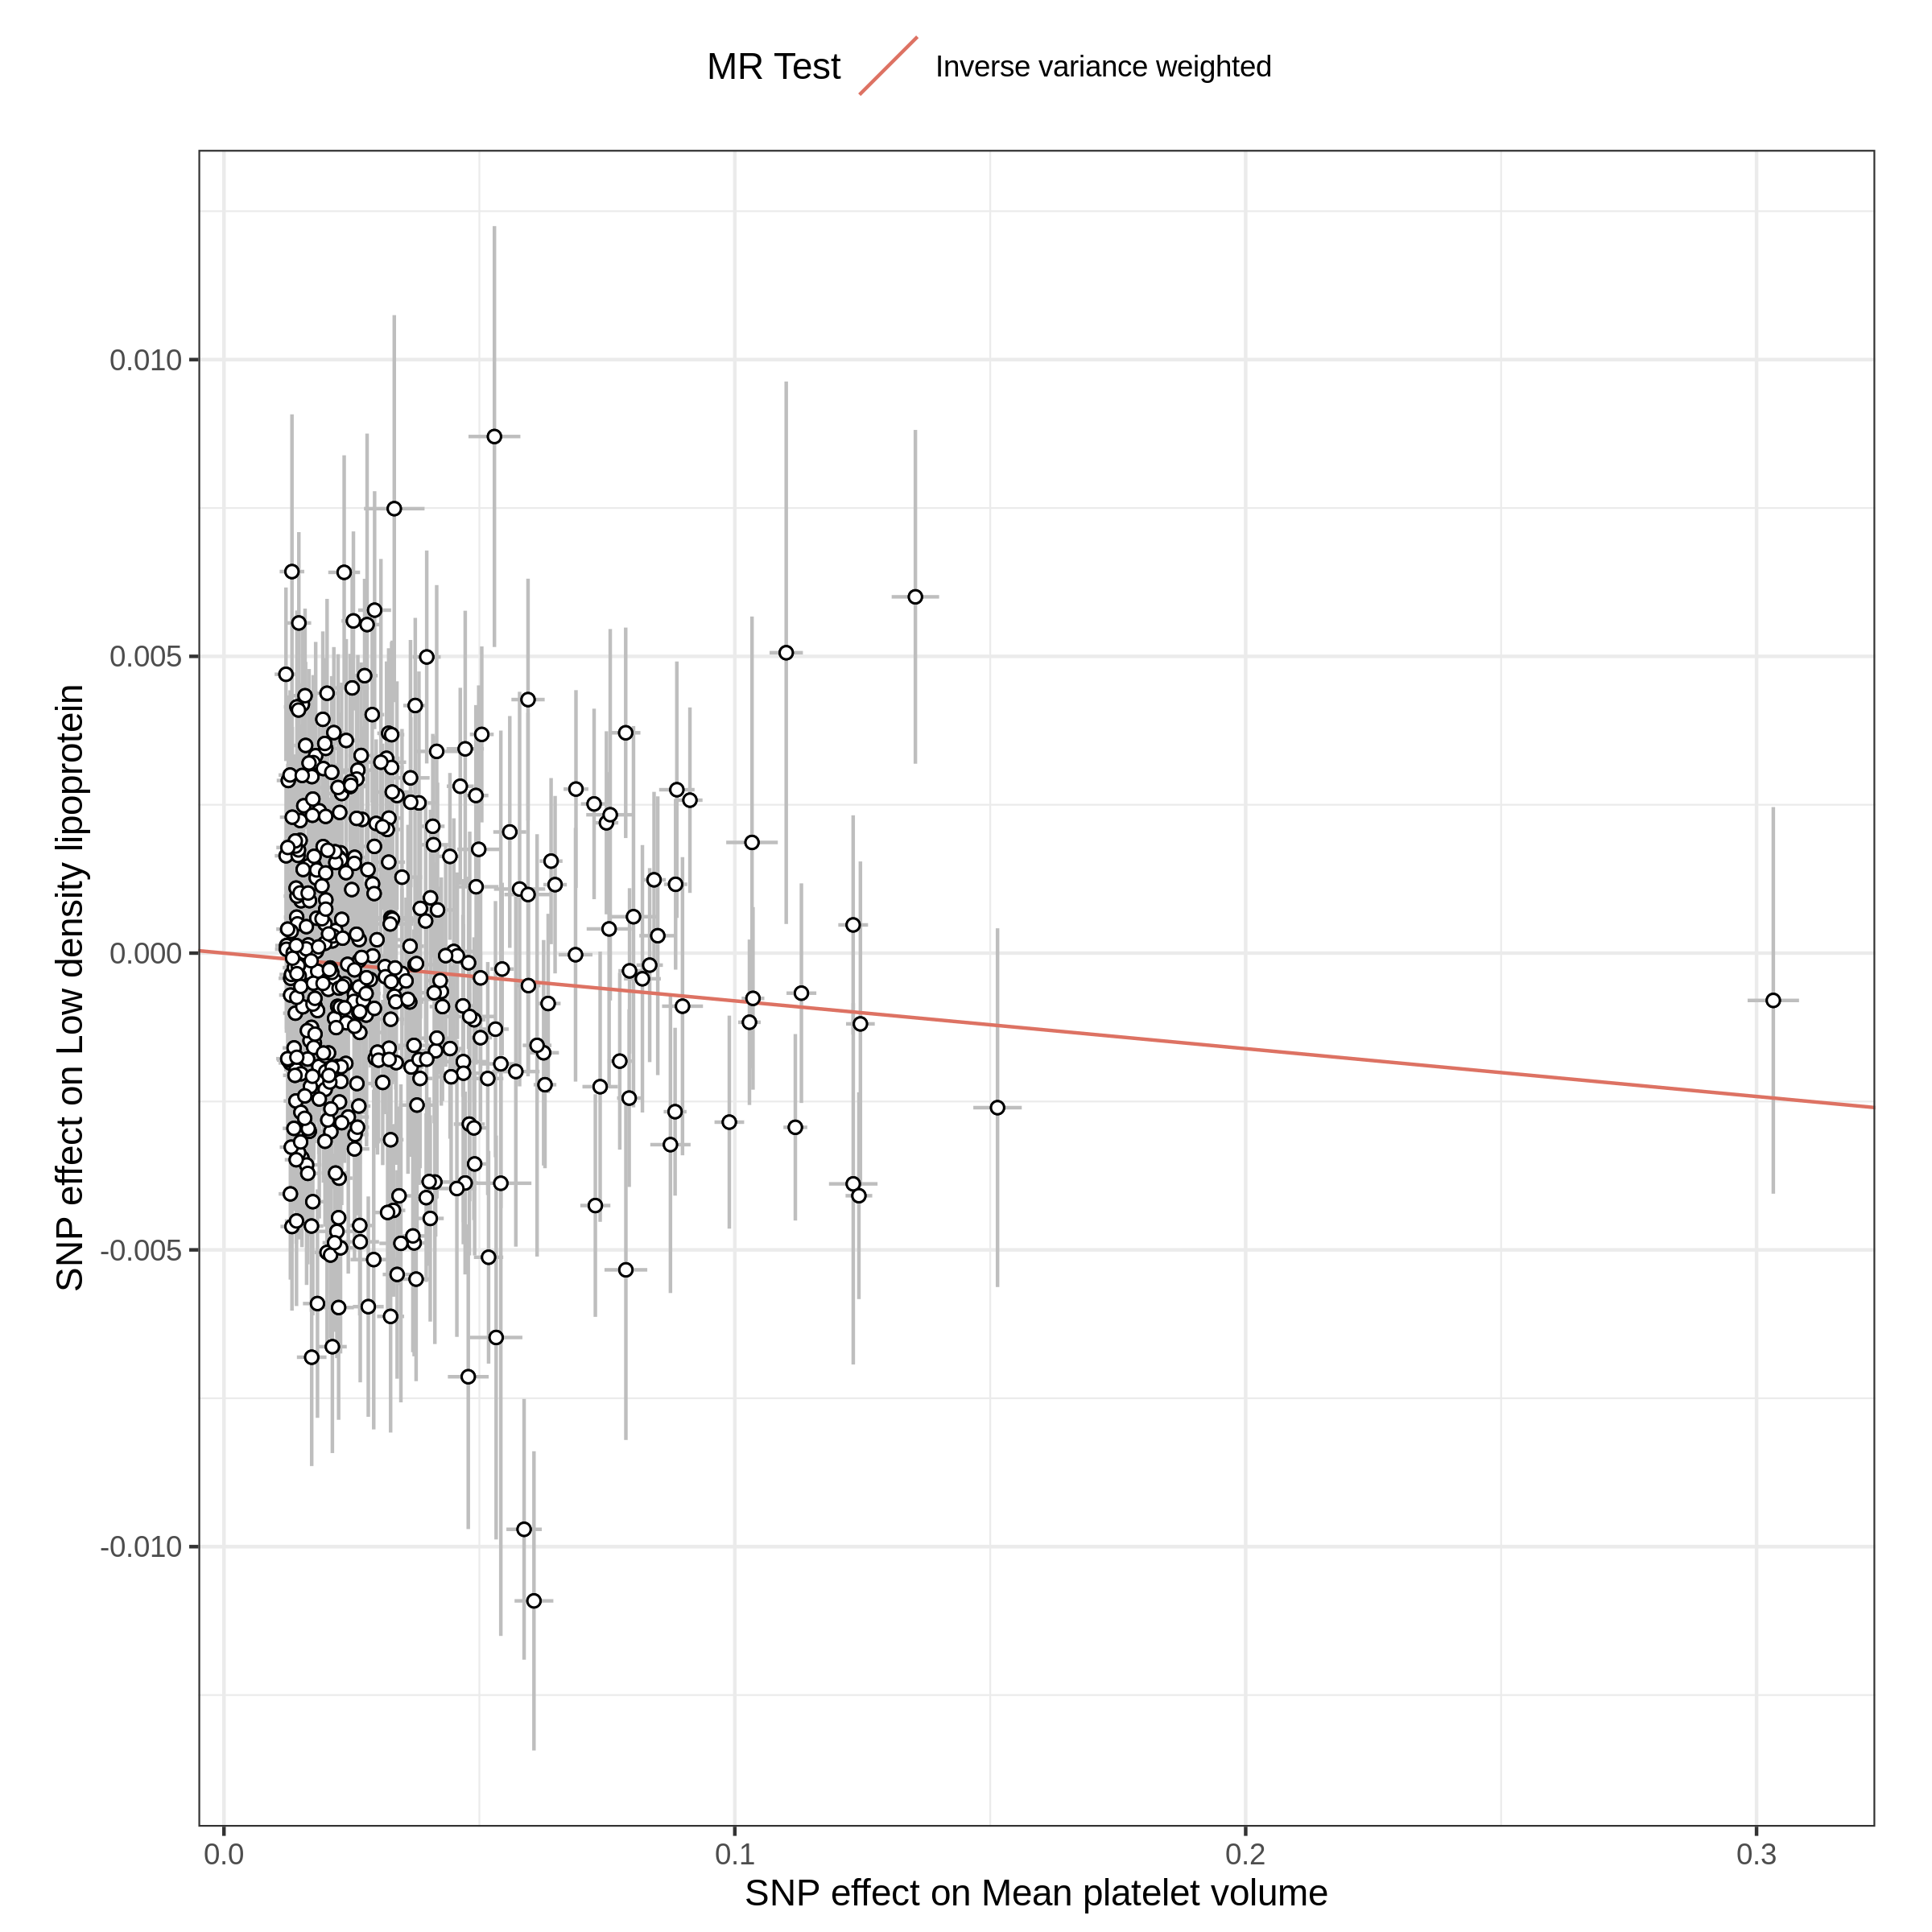 MR Test Inverse variance weighted
SNP effect on Low density lipoprotein
0.010
0.005
0.000
-0.005
-0.010
0.0 0.1 0.2 0.3
SNP effect on Mean platelet volume